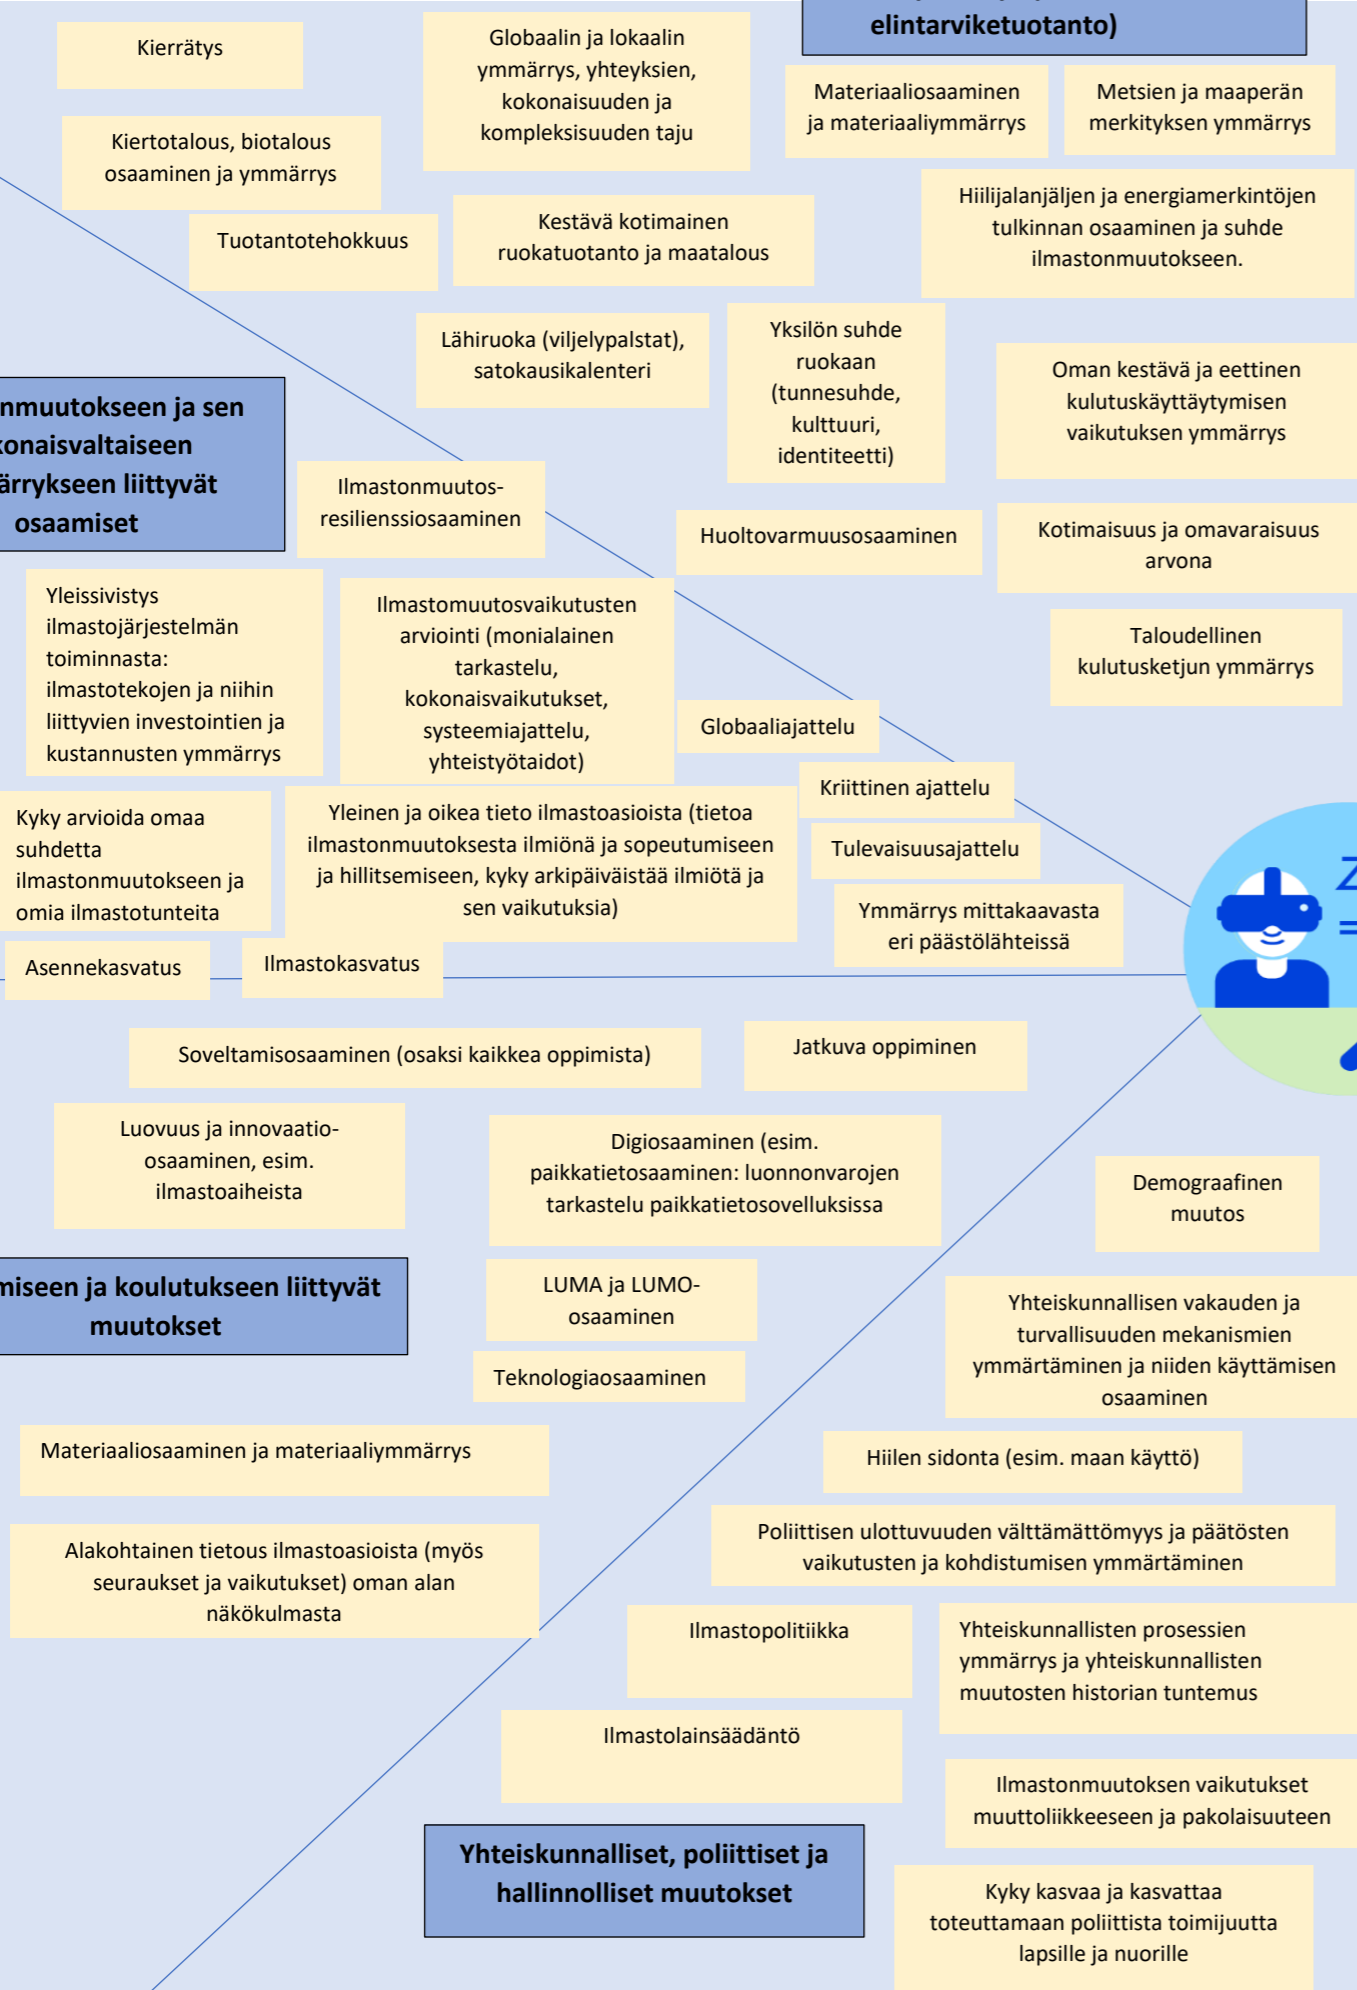 elintarviketuotanto)
Kierrätys
Globaalin ja lokaalin
ymmärrys, yhteyksien,
kokonaisuuden ja
kompleksisuuden taju
Materiaaliosaaminen
ja materiaaliymmärrys
Metsien ja maaperän
merkityksen ymmärrys
Kiertotalous, biotalous
osaaminen ja ymmärrys
Tuotantotehokkuus
Kestävä kotimainen
ruokatuotanto ja maatalous
Hiilijalanjäljen ja energiamerkintöjen
tulkinnan osaaminen ja suhde
ilmastonmuutokseen.
Lähiruoka (viljelypalstat),
satokausikalenteri
Yksilön suhde
ruokaan
(tunnesuhde,
kulttuuri,
identiteetti)
Oman kestävä ja eettinen
kulutuskäyttäytymisen
vaikutuksen ymmärrys
nmuutokseen ja sen
konaisvaltaiseen
ärrykseen liittyvät
osaamiset
Ilmastonmuutos-
resilienssiosaaminen
Huoltovarmuusosaaminen
Kotimaisuus ja omavaraisuus
arvona
Yleissivistys
ilmastojärjestelmän
toiminnasta:
ilmastotekojen ja niihin
liittyvien investointien ja
kustannusten ymmärrys
Ilmastomuutosvaikutusten
arviointi (monialainen
tarkastelu,
kokonaisvaikutukset,
systeemiajattelu,
yhteistyötaidot)
Taloudellinen
kulutusketjun ymmärrys
Globaaliajattelu
Kriittinen ajattelu
Kyky arvioida omaa
suhdetta
ilmastonmuutokseen ja
omia ilmastotunteita
Yleinen ja oikea tieto ilmastoasioista (tietoa
ilmastonmuutoksesta ilmiönä ja sopeutumiseen
ja hillitsemiseen, kyky arkipäiväistää ilmiötä ja
sen vaikutuksia)
Tulevaisuusajattelu
Ymmärrys mittakaavasta
eri päästölähteissä
Asennekasvatus
Ilmastokasvatus
Soveltamisosaaminen (osaksi kaikkea oppimista)
Jatkuva oppiminen
Luovuus ja innovaatio-
osaaminen, esim.
ilmastoaiheista
Digiosaaminen (esim.
paikkatietosaaminen: luonnonvarojen
tarkastelu paikkatietosovelluksissa
Demograafinen
muutos
miseen ja koulutukseen liittyvät
muutokset
LUMA ja LUMO-
osaaminen
Teknologiaosaaminen
Yhteiskunnallisen vakauden ja
turvallisuuden mekanismien
ymmärtäminen ja niiden käyttämisen
osaaminen
Materiaaliosaaminen ja materiaaliymmärrys
Hiilen sidonta (esim. maan käyttö)
Alakohtainen tietous ilmastoasioista (myös
seuraukset ja vaikutukset) oman alan
näkökulmasta
Poliittisen ulottuvuuden välttämättömyys ja päätösten
vaikutusten ja kohdistumisen ymmärtäminen
Ilmastopolitiikka
Yhteiskunnallisten prosessien
ymmärrys ja yhteiskunnallisten
muutosten historian tuntemus
Ilmastolainsäädäntö
Ilmastonmuutoksen vaikutukset
muuttoliikkeeseen ja pakolaisuuteen
Yhteiskunnalliset, poliittiset ja
hallinnolliset muutokset
Kyky kasvaa ja kasvattaa
toteuttamaan poliittista toimijuutta
lapsille ja nuorille